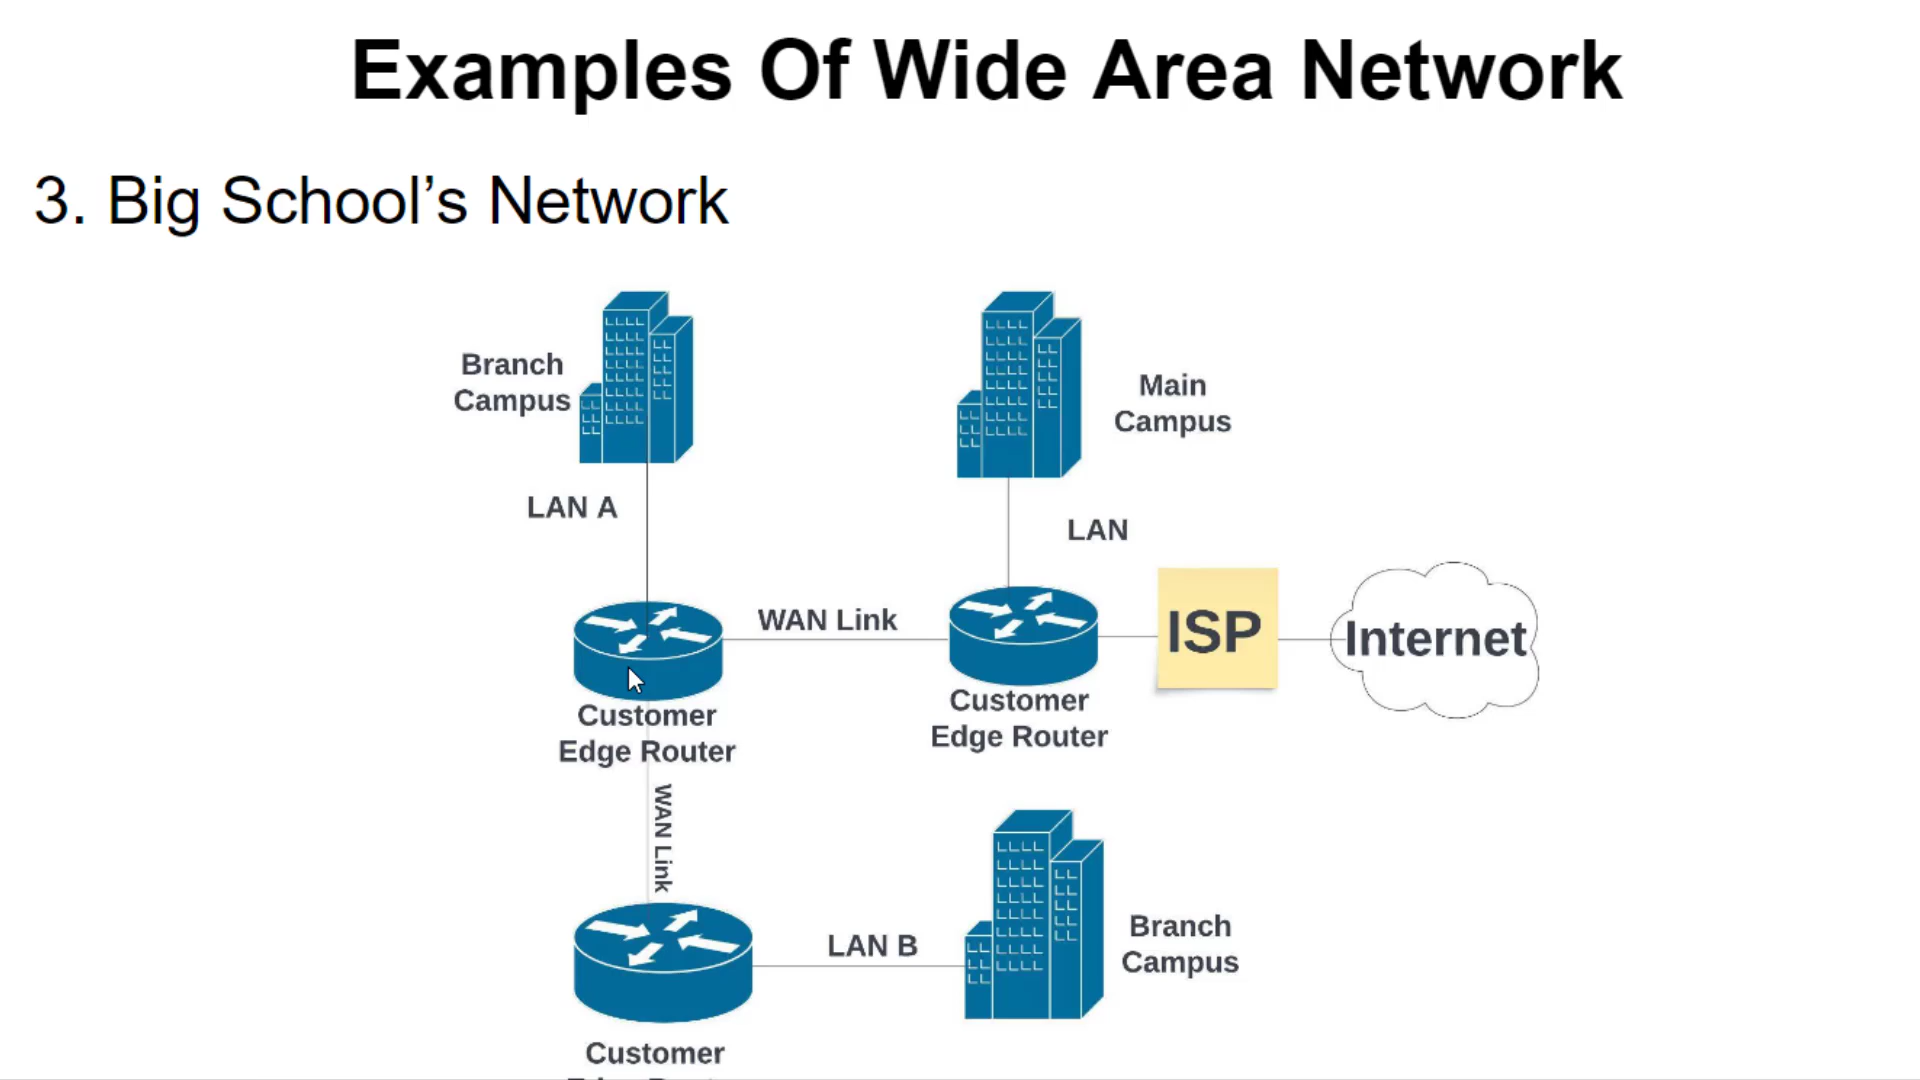 Examples Of Wide Area Network
3. Big School’s Network
Branch
Campus
Main
Campus
LAN A
LAN
WAN Link
ISP
Internet
Customer
Edge Router
Customer
Edge Router
WAN Link
LAN B
Branch
Campus
Customer